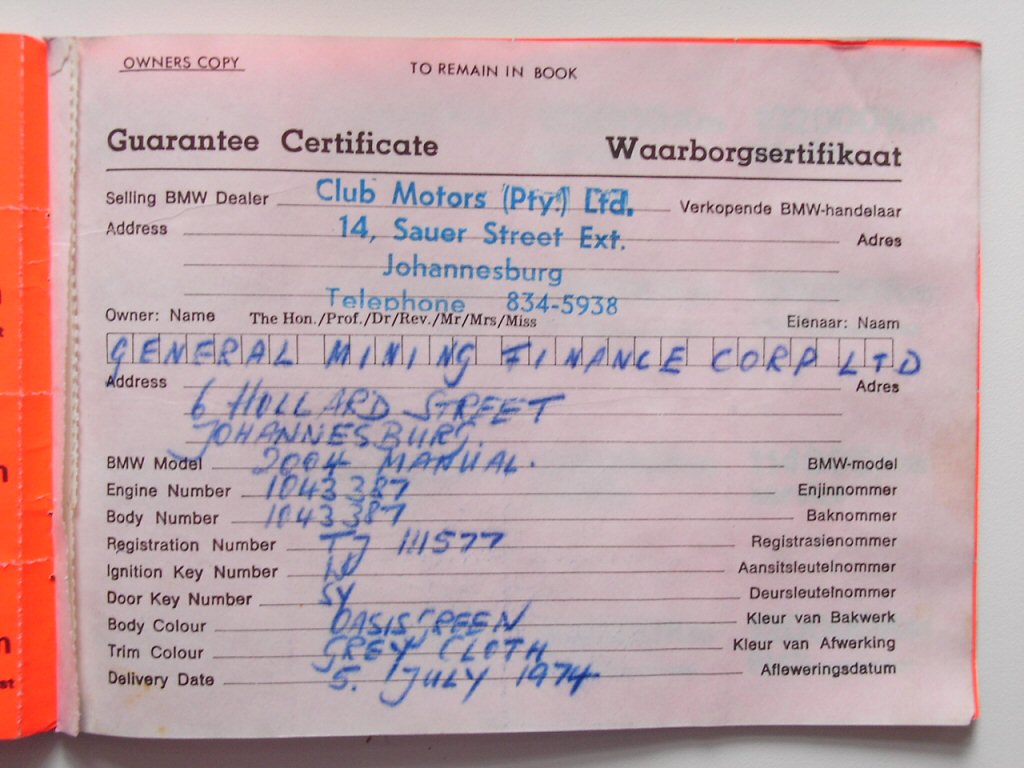 OWNERS COPY
TO REMAIN IN BOOK
Guarantee Certificate Waarborgsertifikaat
Selling BMW Dealer Club Motors (Pty.) Ltd. Verkopende BMW-handelaar
Address 14, Sauer Street Ext. Adres
Johannesburg
Telephone 834-5938
Owner: Name The Hon./Prof./Dr/Rev./Mr/Mrs/Miss Eienaar: Naam
GENERAL MINING FINANCE CORP LTD
Address Adres
6 HOLLARD STREET
JOHANNESBURG.
BMW Model 2004 MANUAL. BMW-model
Engine Number 1043387 Enjinnommer
Body Number 1043387 Baknommer
Registration Number TJ 111577 Registrasienommer
Ignition Key Number Aansitsleutelnommer
Door Key Number SY Deursleutelnommer
Body Colour OASISGREEN Kleur van Bakwerk
Trim Colour GREY CLOTH Kleur van Afwerking
Delivery Date 5. JULY 1974 Afleweringsdatum